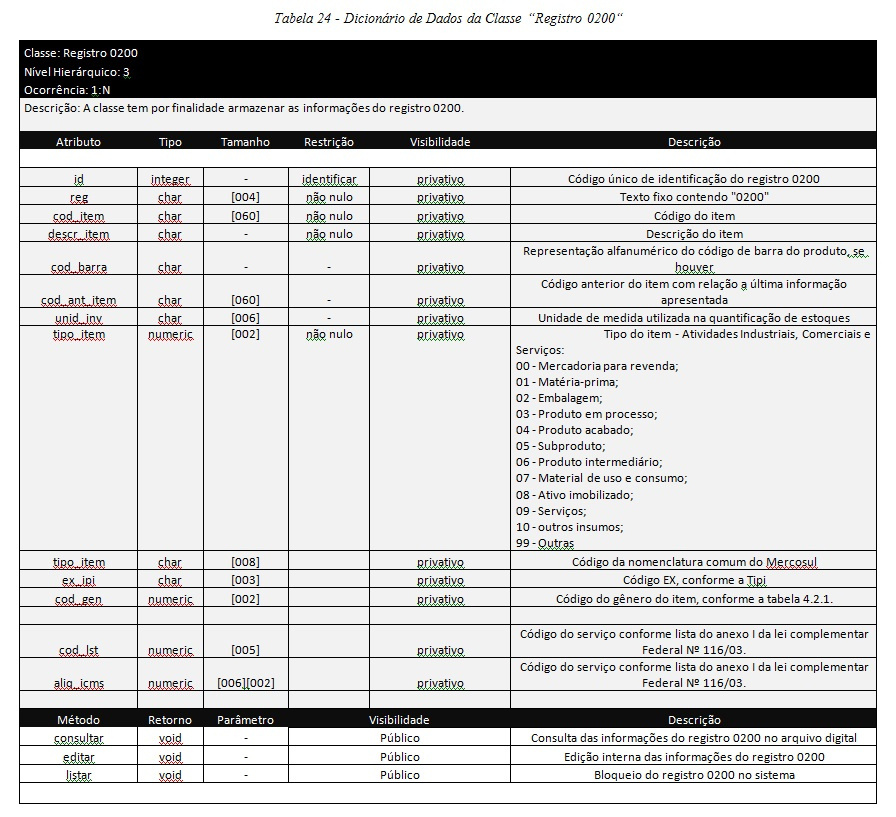 Tabela 24 - Dicionário de Dados da Classe “Registro 0200“
Classe: Registro 0200
Nível Hierárquico: 3
Ocorrência: 1:N
Descrição: A classe tem por finalidade armazenar as informações do registro 0200.
Atributo Tipo Tamanho Restrição Visibilidade Descrição
id integer - identificar privativo Código único de identificação do registro 0200
reg char [004] não nulo privativo Texto fixo contendo "0200"
cod_item char [060] não nulo privativo Código do item
descr_item char - não nulo privativo Descrição do item
Representação alfanumérico do código de barra do produto, se
cod_barra char - - privativo houver
Código anterior do item com relação a última informação
cod_ant_item char [060] - privativo apresentada
unid_inv char [006] - privativo Unidade de medida utilizada na quantificação de estoques
tipo_item numeric [002] não nulo privativo Tipo do item - Atividades Industriais, Comerciais e
Serviços:
00 - Mercadoria para revenda;
01 - Matéria-prima;
02 - Embalagem;
03 - Produto em processo;
04 - Produto acabado;
05 - Subproduto;
06 - Produto intermediário;
07 - Material de uso e consumo;
08 - Ativo imobilizado;
09 - Serviços;
10 - outros insumos;
99 - Outras
tipo_item char [008] privativo Código da nomenclatura comum do Mercosul
ex_ipi char [003] privativo Código EX, conforme a Tipi
cod_gen numeric [002] privativo Código do gênero do item, conforme a tabela 4.2.1.
Código do serviço conforme lista do anexo I da lei complementar
cod_lst numeric [005] privativo Federal Nº 116/03.
Código do serviço conforme lista do anexo I da lei complementar
aliq_icms numeric [006][002] privativo Federal Nº 116/03.
Método Retorno Parâmetro Visibilidade Descrição
consultar void - Público Consulta das informações do registro 0200 no arquivo digital
editar void - Público Edição interna das informações do registro 0200
listar void - Público Bloqueio do registro 0200 no sistema